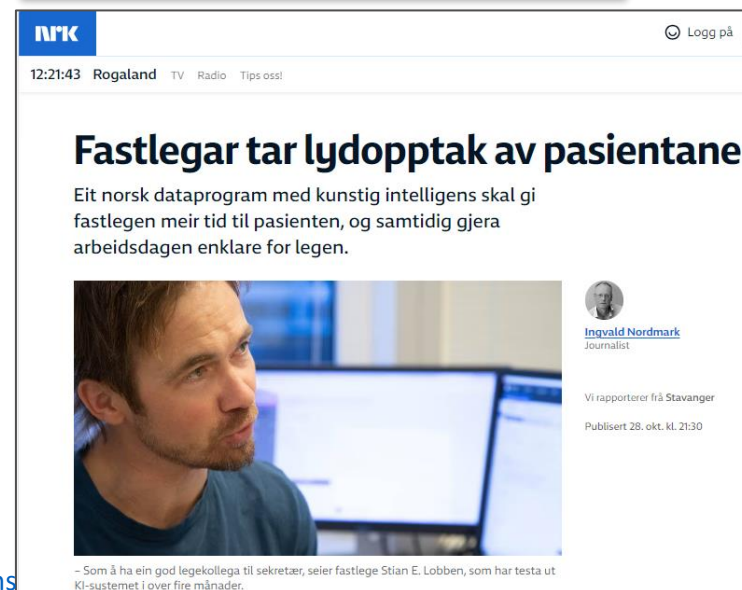 nrk
Logg på
12:21:43 Rogaland TV Radio Tips oss!
Fastlegar tar lydopptak av pasientane
Eit norsk dataprogram med kunstig intelligens skal gi
fastlegen meir tid til pasienten, og samtidig gjera
arbeidsdagen enklare for legen.
Ingvald Nordmark
Journalist
Vi rapporterer frå Stavanger
Publisert 28. okt. kl. 21:30
– Som å ha ein god legekollega til sekretær, seier fastlege Stian E. Lobben, som har testa ut
KI-systemet i over fire månader.